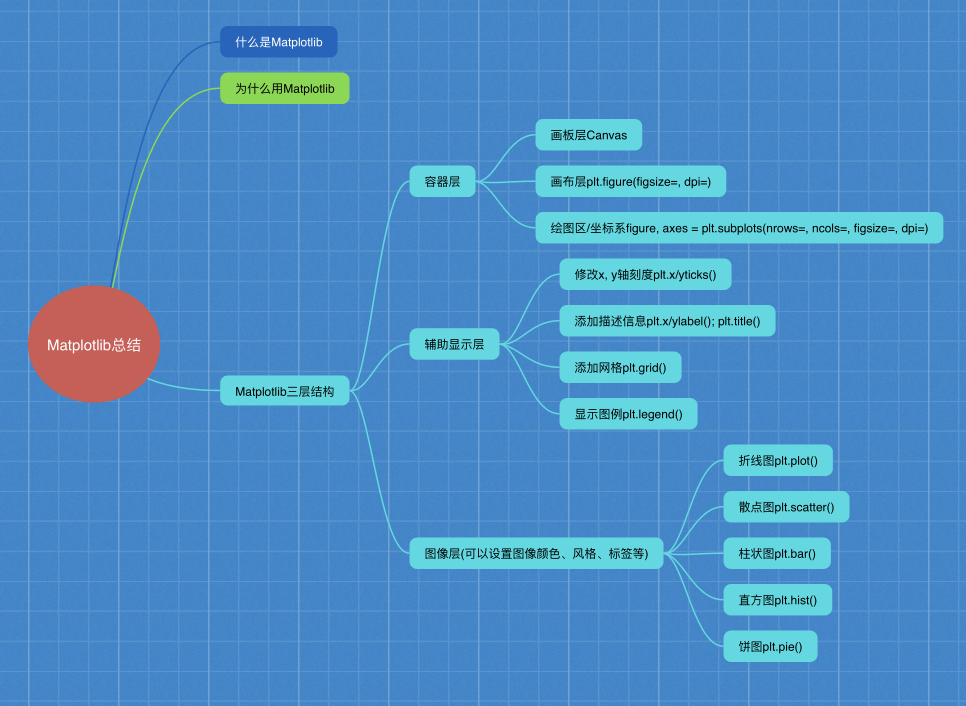 什么是Matplotlib
为什么用Matplotlib
画板层Canvas
容器层
画布层plt.figure(figsize=, dpi=)
绘图区/坐标系figure, axes = plt.subplots(nrows=, ncols=, figsize=, dpi=)
修改x, y轴刻度plt.x/yticks()
添加描述信息plt.x/ylabel(); plt.title()
Matplotlib总结
辅助显示层
添加网格plt.grid()
Matplotlib三层结构
显示图例plt.legend()
折线图plt.plot()
散点图plt.scatter()
图像层(可以设置图像颜色、风格、标签等)
柱状图plt.bar()
直方图plt.hist()
饼图plt.pie()